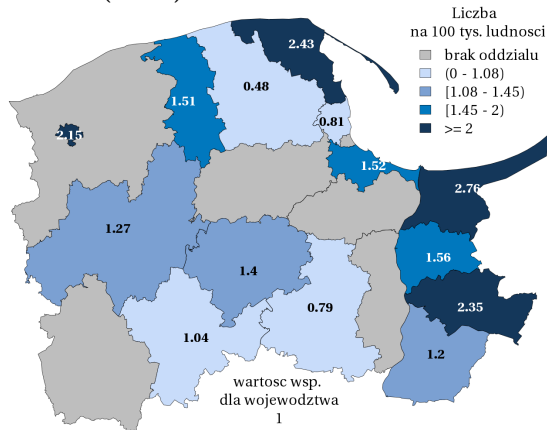 Liczba
na 100 tys. ludnosci
brak oddzialu
(0 - 1.08)
[1.08 - 1.45)
[1.45 - 2)
>= 2
2.43
0.48
1.51
0.81
2.15
1.52
2.76
1.27
1.56
1.4
2.35
0.79
1.04
1.2
wartosc wsp.
dla wojewodztwa
1